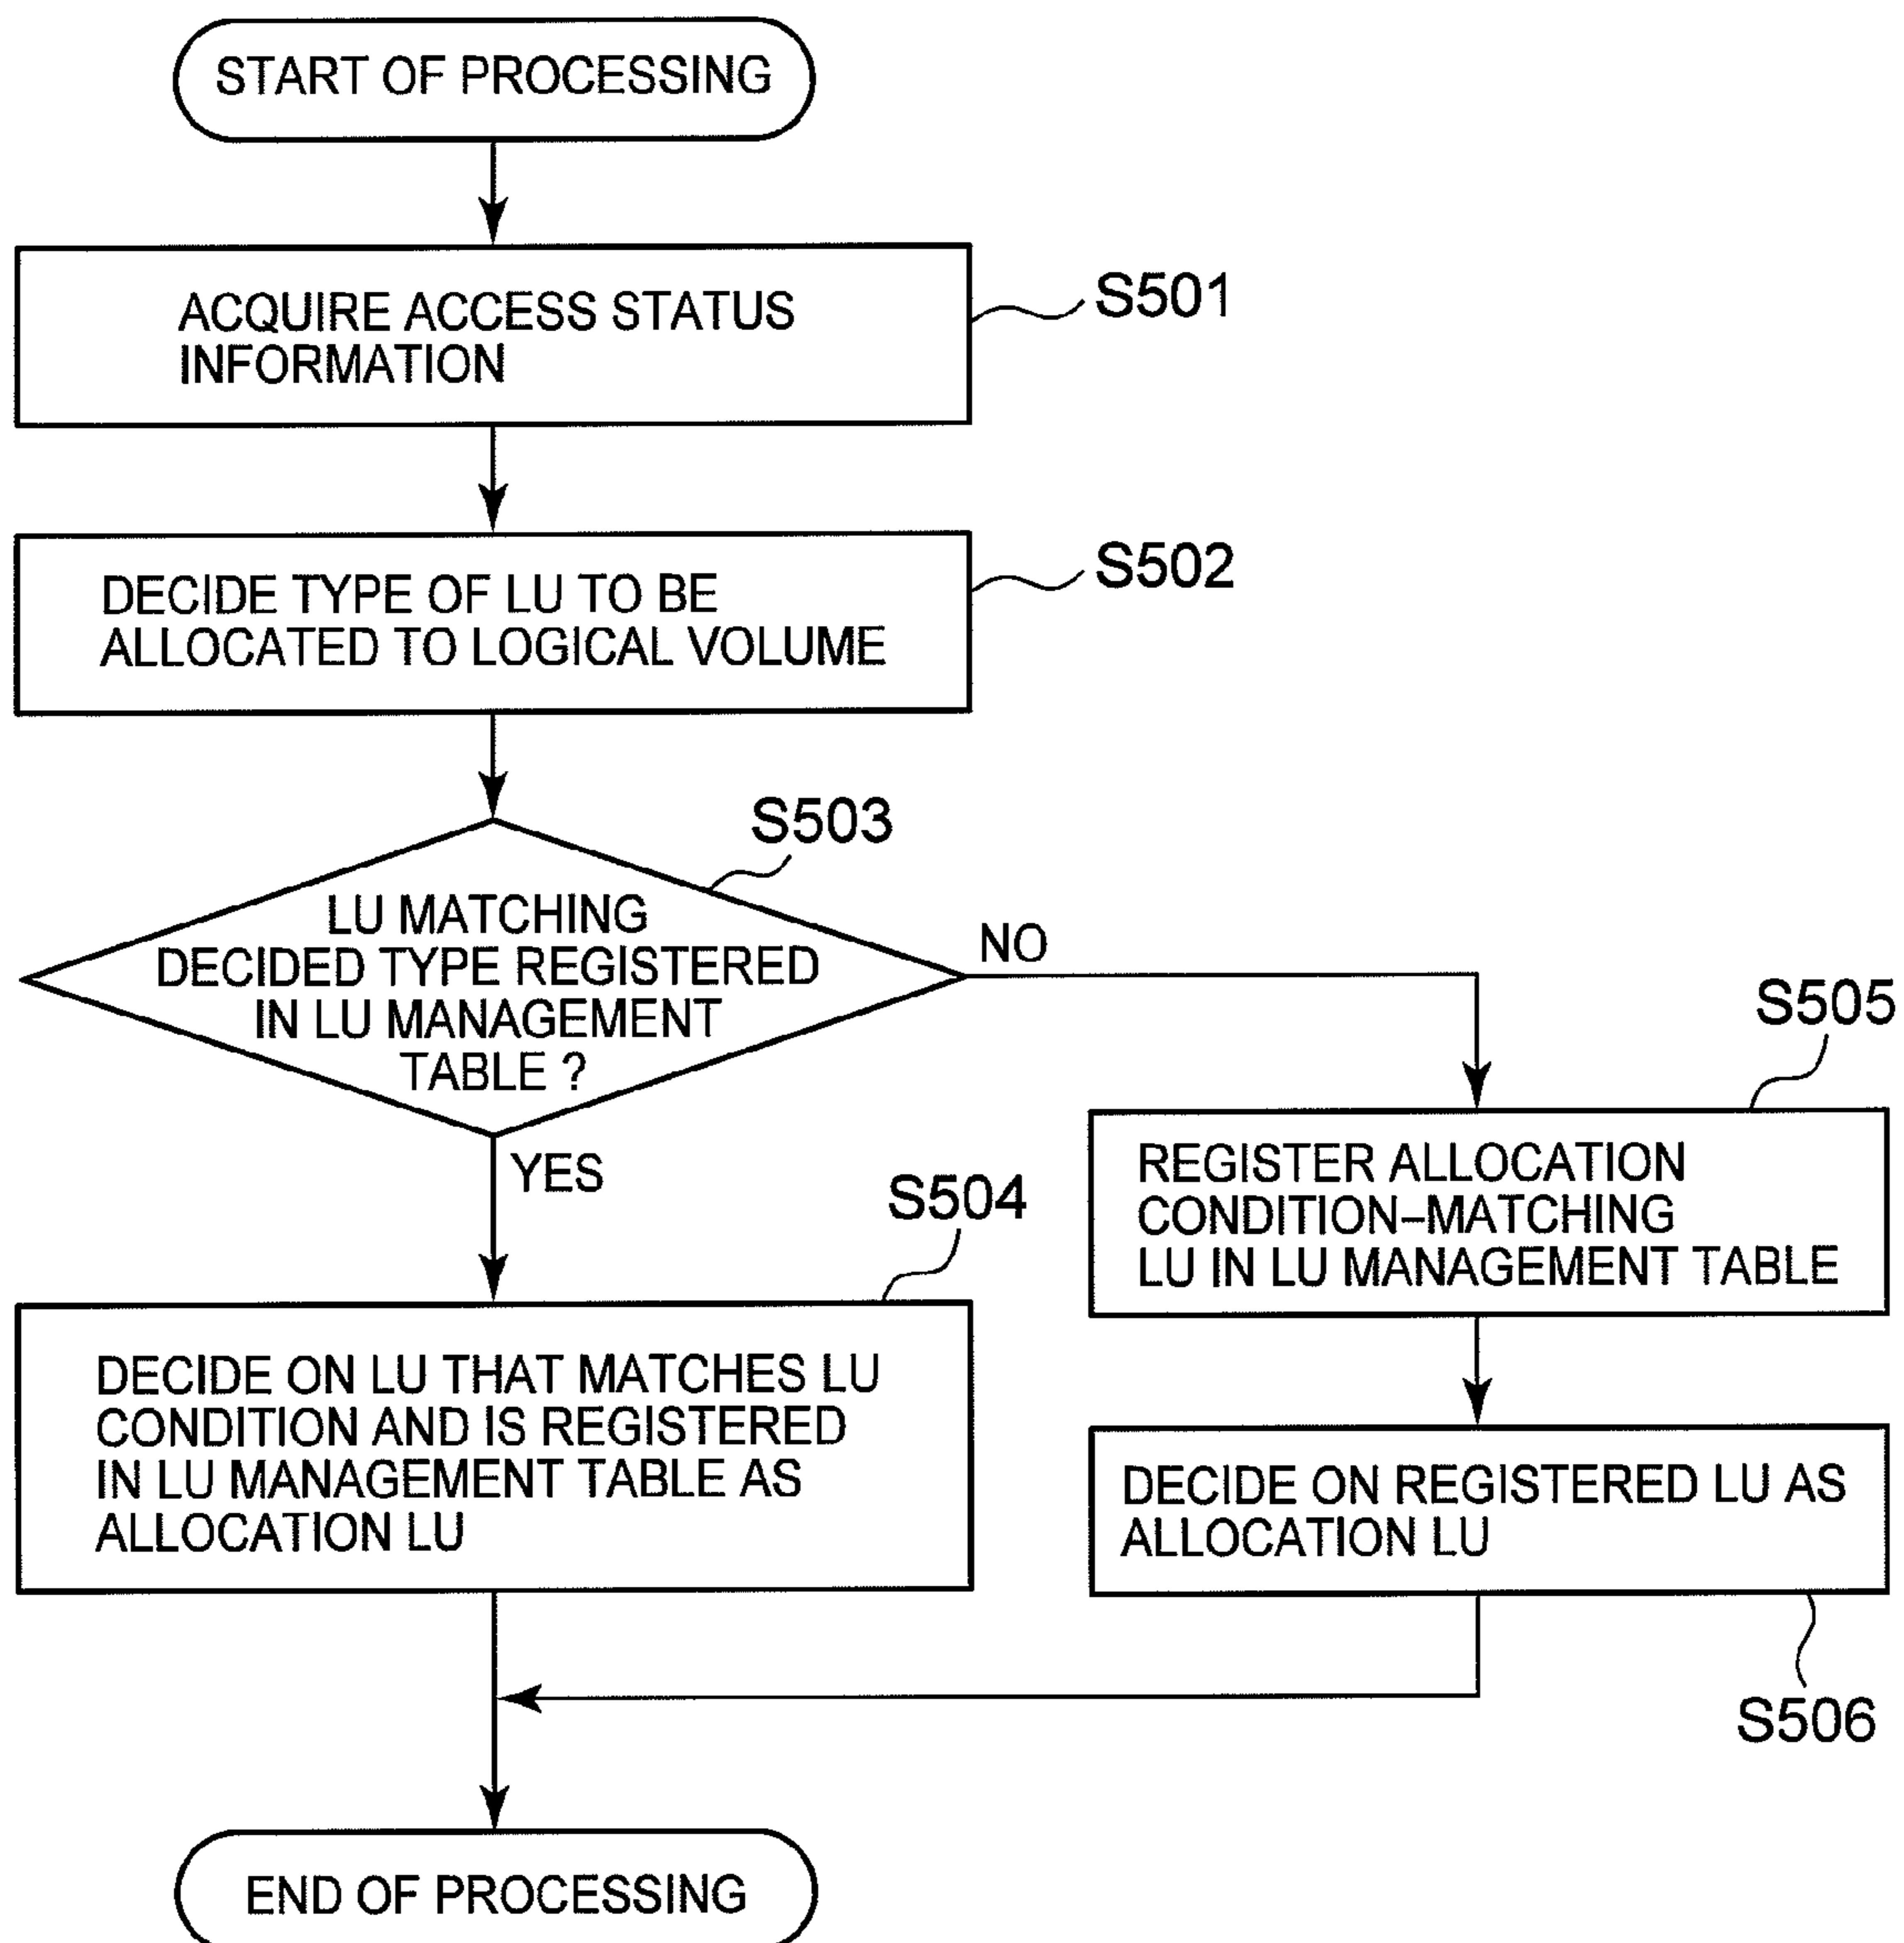 START OF PROCESSING
ACQUIRE ACCESS STATUS
INFORMATION
S501
DECIDE TYPE OF LU TO BE
ALLOCATED TO LOGICAL VOLUME
S502
S503
LU MATCHING
DECIDED TYPE REGISTERED
IN LU MANAGEMENT
TABLE ?
NO
YES
S504
DECIDE ON LU THAT MATCHES LU
CONDITION AND IS REGISTERED
IN LU MANAGEMENT TABLE AS
ALLOCATION LU
S505
REGISTER ALLOCATION
CONDITION–MATCHING
LU IN LU MANAGEMENT TABLE
DECIDE ON REGISTERED LU AS
ALLOCATION LU
S506
END OF PROCESSING